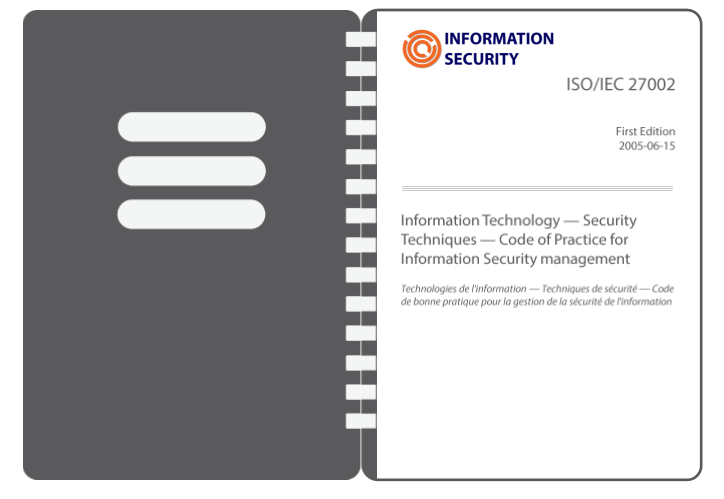 INFORMATION
SECURITY
ISO/IEC 27002
First Edition
2005-06-15
Information Technology — Security
Techniques — Code of Practice for
Information Security management
Technologies de l'information — Techniques de sécurité — Code
de bonne pratique pour la gestion de la sécurité de l'information